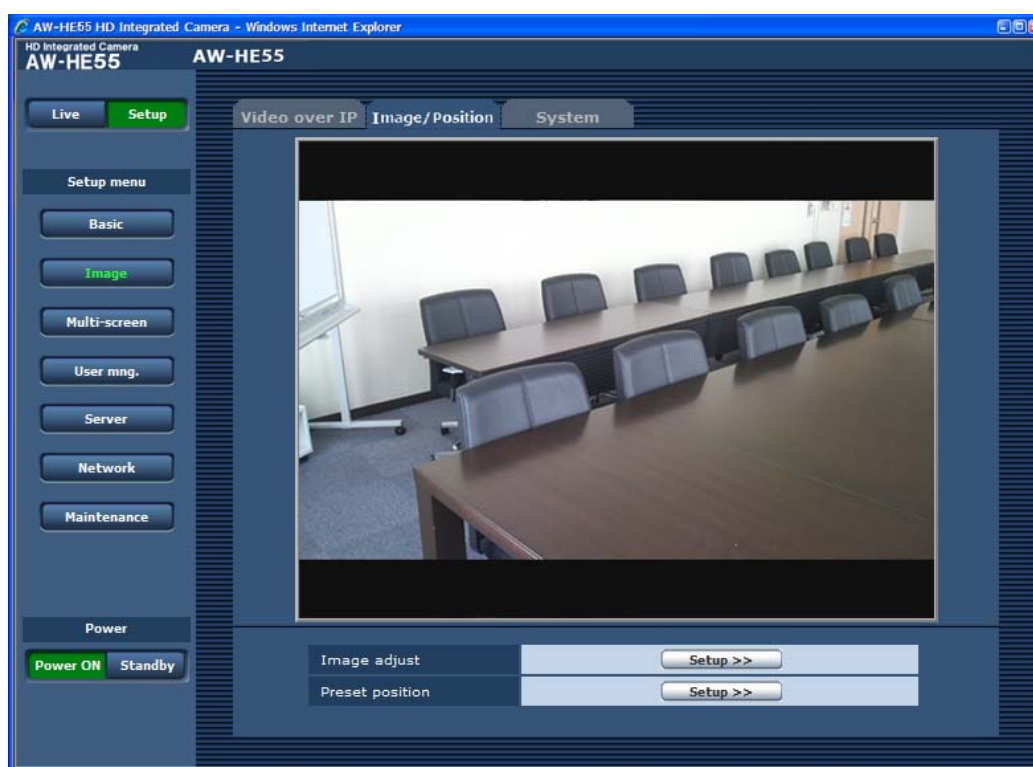 AW-HE55 HD Integrated Camera - Windows Internet Explorer
HD Integrated Camera
AW-HE55
AW-HE55
Live
Setup
Video over IP
Image/Position
System
Setup menu
Basic
Image
Multi-screen
User mng.
Server
Network
Maintenance
Power
Power ON
Standby
Image adjust
Setup >>
Preset position
Setup >>